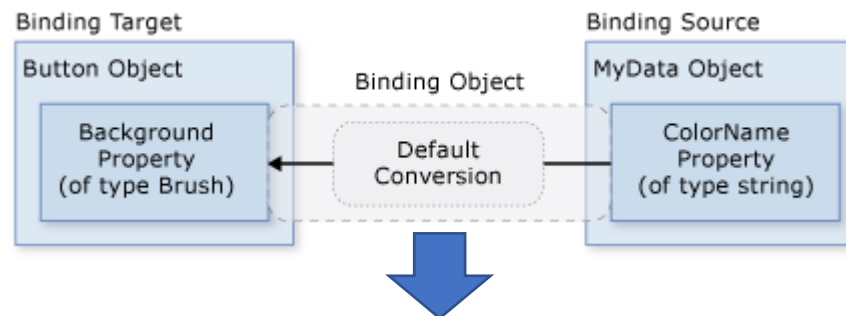 Binding Target
Button Object
Background
Property
(of type Brush)
Binding Object
Default
Conversion
Binding Source
MyData Object
ColorName
Property
(of type string)